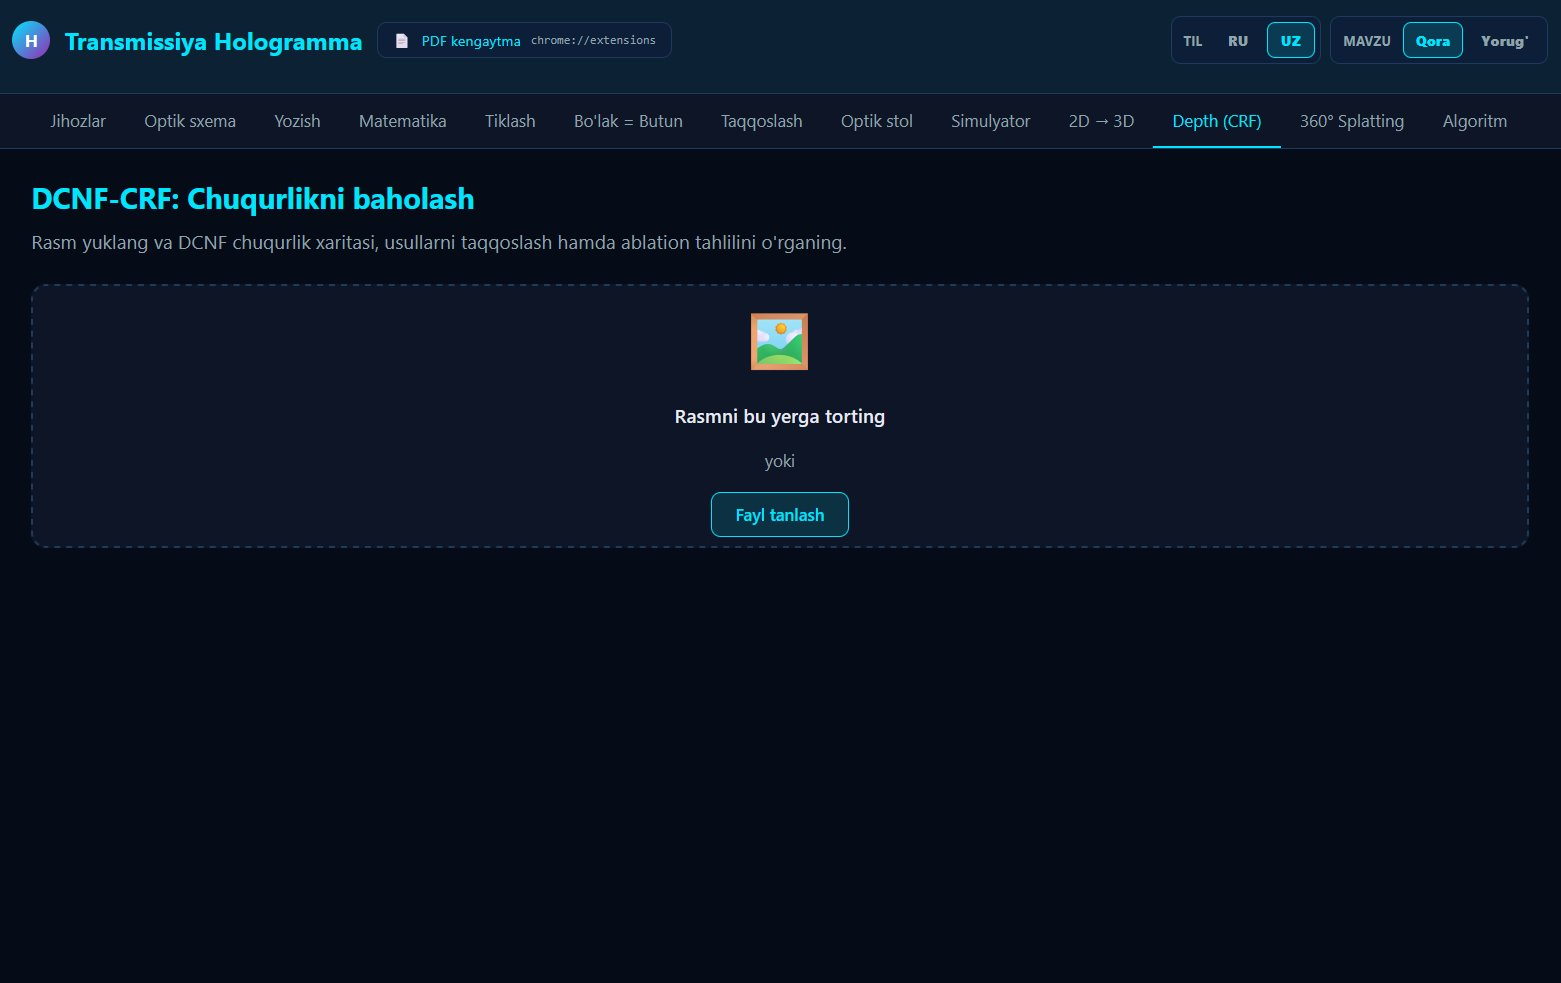 H Transmissiya Hologramma PDF kengaytma chrome://extensions TIL RU UZ MAVZU Qora Yorug'
Jihozlar Optik sxema Yozish Matematika Tiklash Bo'lak = Butun Taqqoslash Optik stol Simulyator 2D → 3D Depth (CRF) 360° Splatting Algoritm
DCNF-CRF: Chuqurlikni baholash
Rasm yuklang va DCNF chuqurlik xaritasi, usullarni taqqoslash hamda ablation tahlilini o'rganing.
Rasmni bu yerga torting
yoki
Fayl tanlash